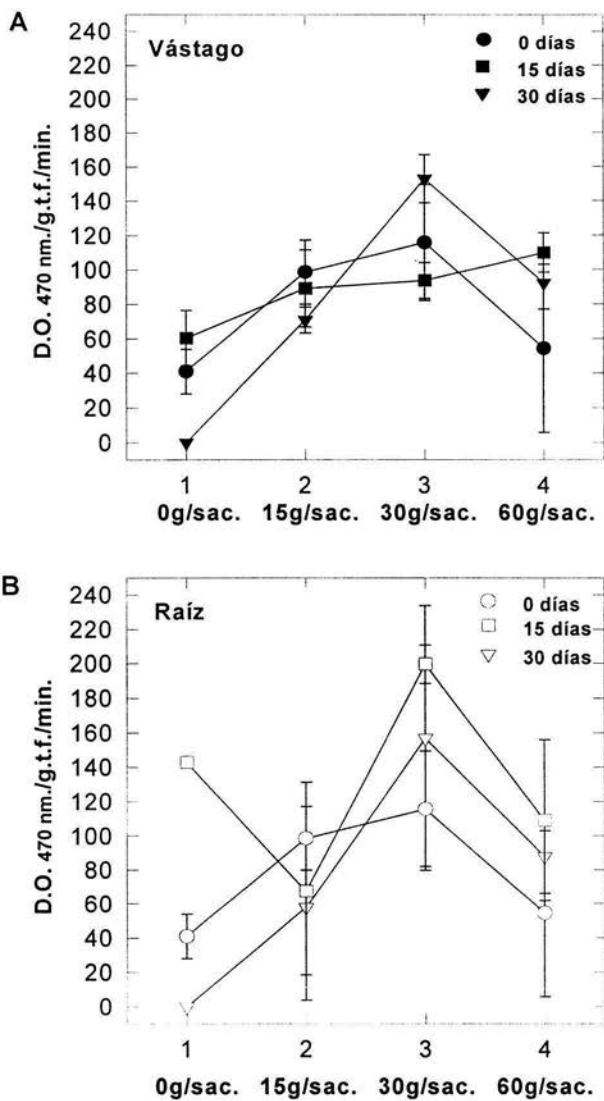 A
Vástago
0 días
15 días
30 días
240
220
200
180
160
140
120
100
80
60
40
20
0
D.O. 470 nm./g.t.f./min.
1 2 3 4
0g/sac. 15g/sac. 30g/sac. 60g/sac.
B
Raíz
0 días
15 días
30 días
240
220
200
180
160
140
120
100
80
60
40
20
0
D.O. 470 nm./g.t.f./min.
1 2 3 4
0g/sac. 15g/sac. 30g/sac. 60g/sac.